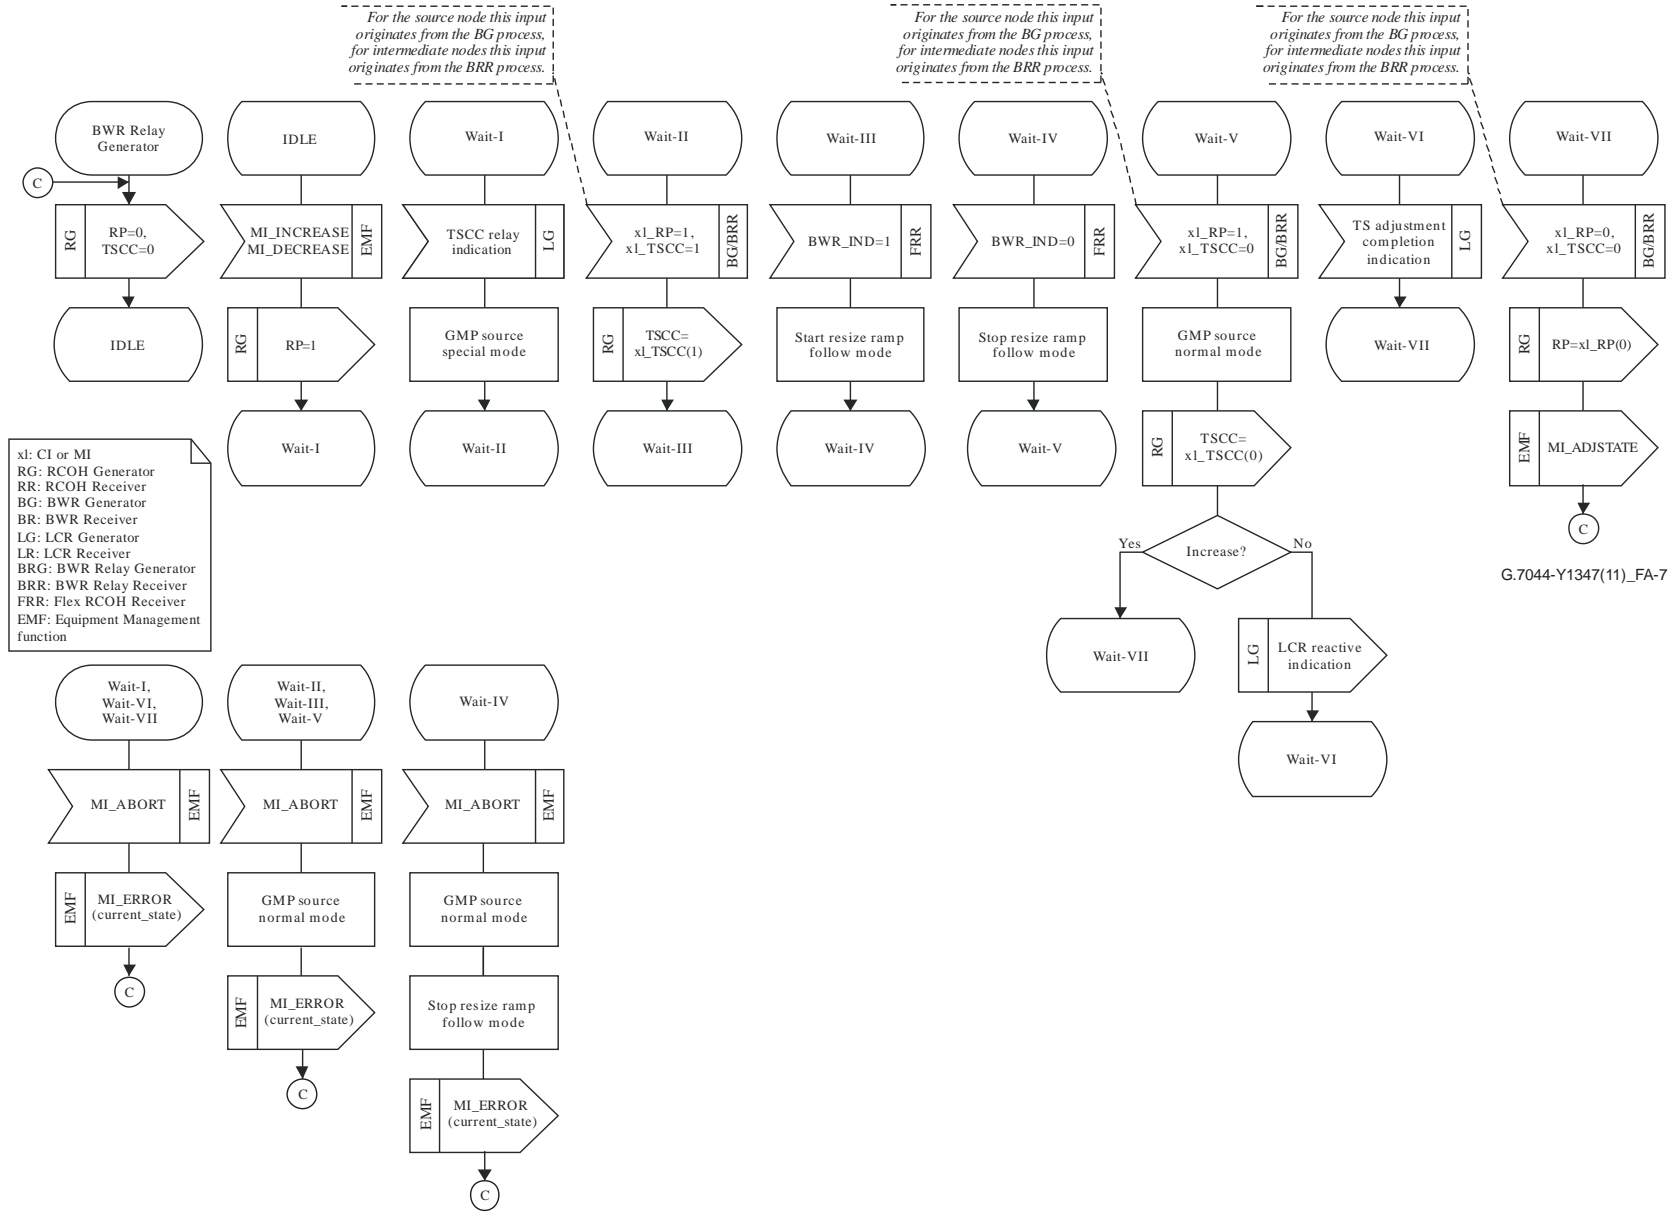 For the source node this input
originates from the BG process,
for intermediate nodes this input
originates from the BRR process.
For the source node this input
originates from the BG process,
for intermediate nodes this input
originates from the BRR process.
For the source node this input
originates from the BG process,
for intermediate nodes this input
originates from the BRR process.
BWR Relay
Generator
C
RG
RP=0,
TSCC=0
IDLE
IDLE
MI_INCREASE
MI_DECREASE
EMF
RG
RP=1
Wait-I
Wait-I
TSCC relay
indication
LG
GMP source
special mode
Wait-II
Wait-II
xl_RP=1,
xl_TSCC=1
BG/BRR
RG
TSCC=
xl_TSCC(1)
Wait-III
Wait-III
BWR_IND=1
FRR
Start resize ramp
follow mode
Wait-IV
Wait-IV
BWR_IND=0
FRR
Stop resize ramp
follow mode
Wait-V
Wait-V
xl_RP=1,
xl_TSCC=0
BG/BRR
GMP source
normal mode
RG
TSCC=
xl_TSCC(0)
Increase?
Yes
No
Wait-VII
LG
LCR reactive
indication
Wait-VI
Wait-VI
TS adjustment
completion
indication
LG
Wait-VII
Wait-VII
xl_RP=0,
xl_TSCC=0
BG/BRR
RG
RP=xl_RP(0)
EMF
MI_ADJSTATE
C
G.7044-Y1347(11)_FA-7
xl: CI or MI
RG: RCOH Generator
RR: RCOH Receiver
BG: BWR Generator
BR: BWR Receiver
LG: LCR Generator
LR: LCR Receiver
BRG: BWR Relay Generator
BRR: BWR Relay Receiver
FRR: Flex RCOH Receiver
EMF: Equipment Management
function
Wait-I,
Wait-VI,
Wait-VII
MI_ABORT
EMF
EMF
MI_ERROR
(current_state)
C
Wait-II,
Wait-III,
Wait-V
MI_ABORT
EMF
GMP source
normal mode
EMF
MI_ERROR
(current_state)
C
Wait-IV
MI_ABORT
EMF
GMP source
normal mode
Stop resize ramp
follow mode
EMF
MI_ERROR
(current_state)
C